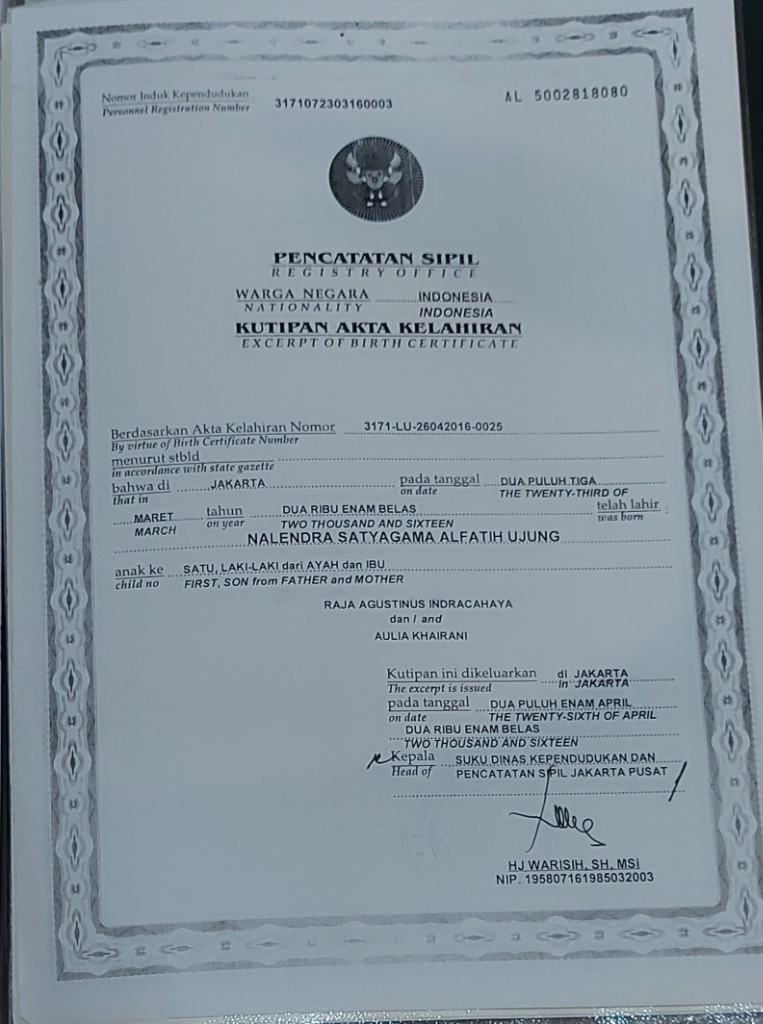 Nomor Induk Kependudukan 3171072303160003 AL 5002818080
Personnel Registration Number
PENCATATAN SIPIL
REGISTRY OFFICE
WARGA NEGARA INDONESIA
NATIONALITY INDONESIA
KUTIPAN AKTA KELAHIRAN
EXCERPT OF BIRTH CERTIFICATE
Berdasarkan Akta Kelahiran Nomor 3171-LU-26042016-0025
By virtue of Birth Certificate Number
menurut stbld
in accordance with state gazette
bahwa di JAKARTA pada tanggal DUA PULUH TIGA
that in on date THE TWENTY-THIRD OF
MARET tahun DUA RIBU ENAM BELAS telah lahir :
MARCH on year TWO THOUSAND AND SIXTEEN was born
NALENDRA SATYAGAMA ALFATIH UJUNG
anak ke SATU, LAKI-LAKI dari AYAH dan IBU
child no FIRST, SON from FATHER and MOTHER
RAJA AGUSTINUS INDRACAHAYA
dan / and
AULIA KHAIRANI
Kutipan ini dikeluarkan di JAKARTA
The excerpt is issued in JAKARTA
pada tanggal DUA PULUH ENAM APRIL
on date THE TWENTY-SIXTH OF APRIL
DUA RIBU ENAM BELAS
TWO THOUSAND AND SIXTEEN
Kepala SUKU DINAS KEPENDUDUKAN DAN
Head of PENCATATAN SIPIL JAKARTA PUSAT
HJ WARISIH, SH, MSi
NIP. 195807161985032003